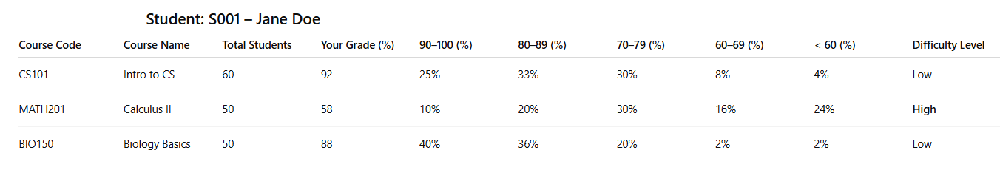 Student: S001 – Jane Doe
Course Code Course Name Total Students Your Grade (%) 90–100 (%) 80–89 (%) 70–79 (%) 60–69 (%) < 60 (%) Difficulty Level
CS101 Intro to CS 60 92 25% 33% 30% 8% 4% Low
MATH201 Calculus II 50 58 10% 20% 30% 16% 24% High
BIO150 Biology Basics 50 88 40% 36% 20% 2% 2% Low